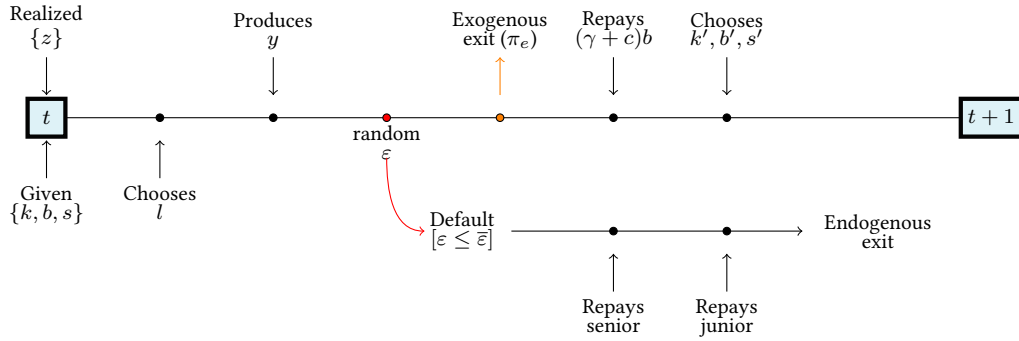 Realized
{z}
Produces
y
Exogenous
exit (π_e)
Repays
(γ + c)b
Chooses
k′, b′, s′
t
t + 1
random
ε
Given
{k, b, s}
Chooses
l
Default
[ε ≤ ε̅]
Endogenous
exit
Repays
senior
Repays
junior